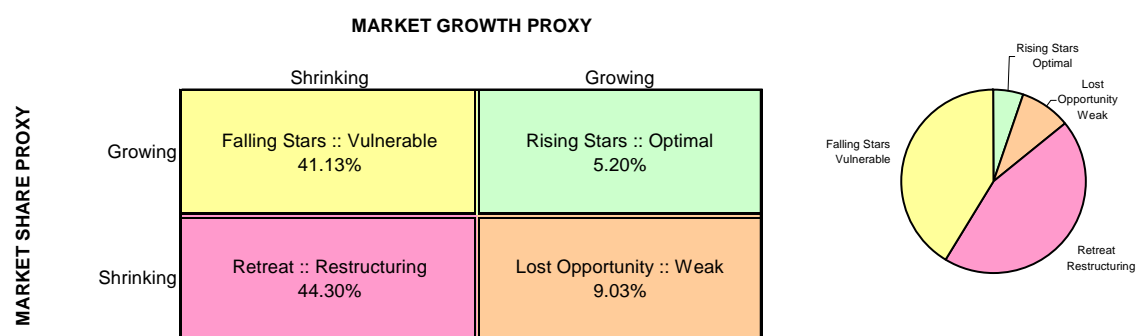 MARKET GROWTH PROXY
Shrinking
Growing
MARKET SHARE PROXY
Growing
Falling Stars :: Vulnerable
41.13%
Rising Stars :: Optimal
5.20%
Shrinking
Retreat :: Restructuring
44.30%
Lost Opportunity :: Weak
9.03%
Rising Stars
Optimal
Lost
Opportunity
Weak
Falling Stars
Vulnerable
Retreat
Restructuring